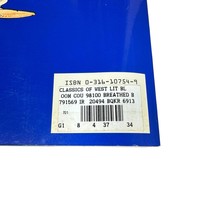 ISBN 0-316-10754-9
CLASSICS OF WEST LIT BL
OOM COU 98100 BREATHED B
791569 IR 20494 BGKR 6913
G1 8 4 37 34